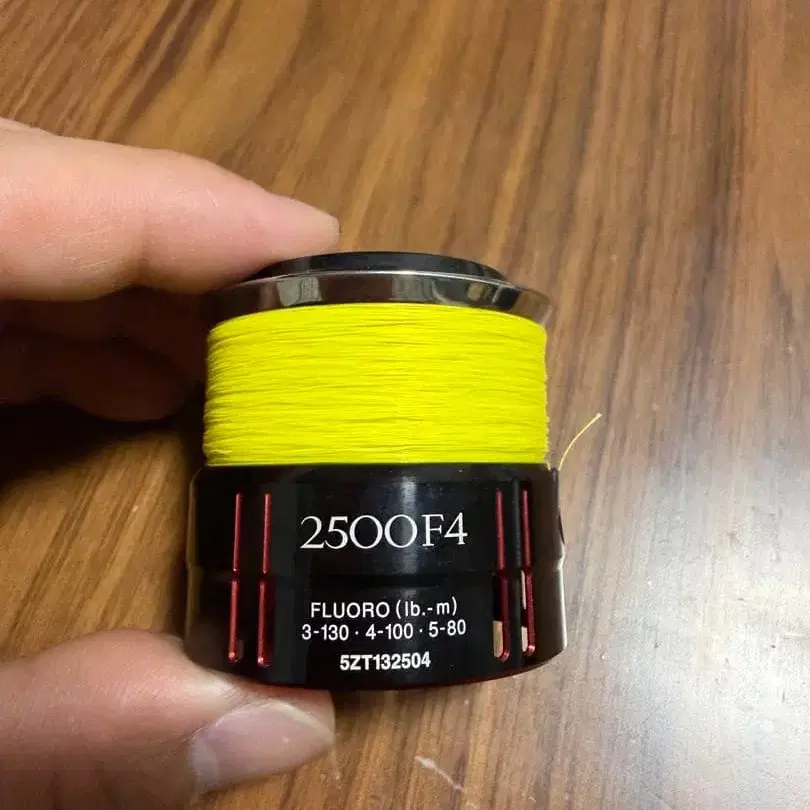 2500F4
FLUORO (lb.-m)
3-130・4-100・5-80
5ZT132504